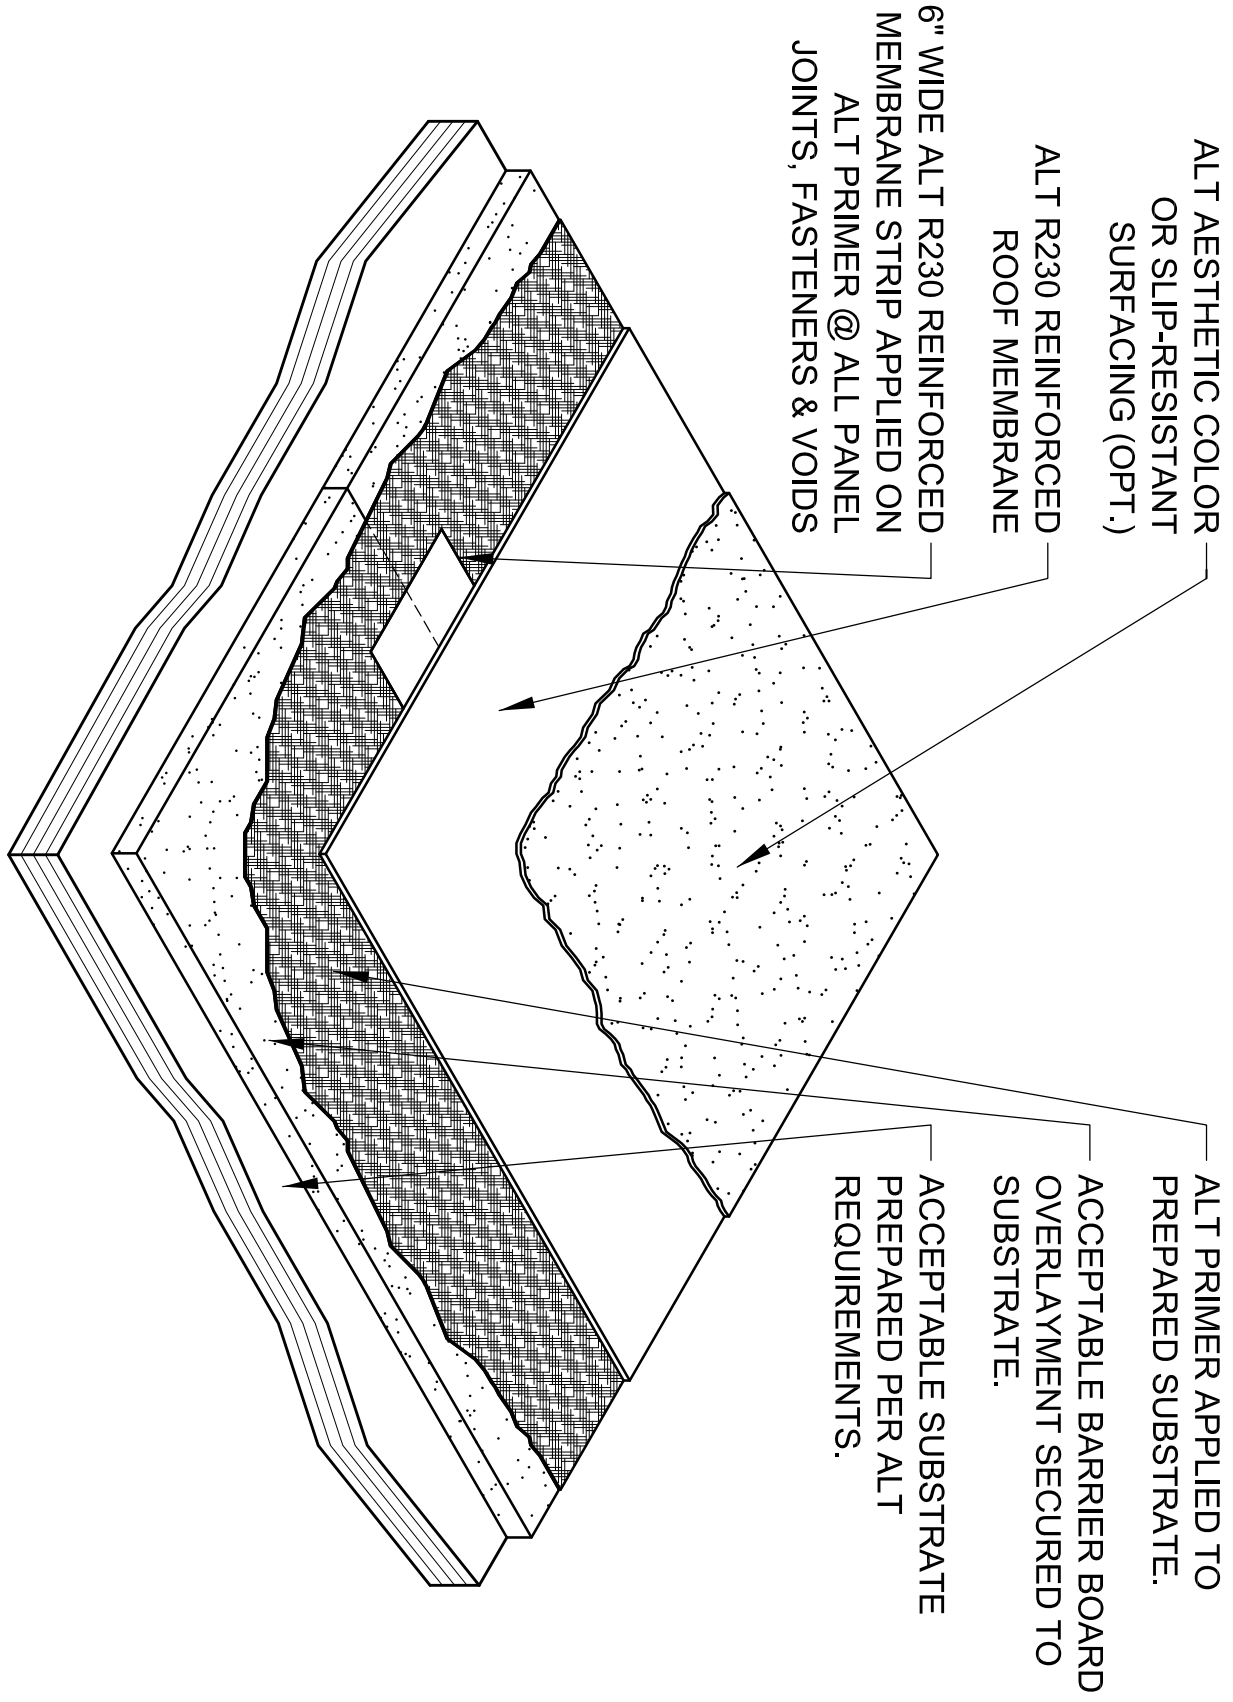 ALT AESTHETIC COLOR
OR SLIP-RESISTANT
SURFACING (OPT.)
ALT R230 REINFORCED
ROOF MEMBRANE
6" WIDE ALT R230 REINFORCED
MEMBRANE STRIP APPLIED ON
ALT PRIMER @ ALL PANEL
JOINTS, FASTENERS & VOIDS
ALT PRIMER APPLIED TO
PREPARED SUBSTRATE.
ACCEPTABLE BARRIER BOARD
OVERLAYMENT SECURED TO
SUBSTRATE.
ACCEPTABLE SUBSTRATE
PREPARED PER ALT
REQUIREMENTS.